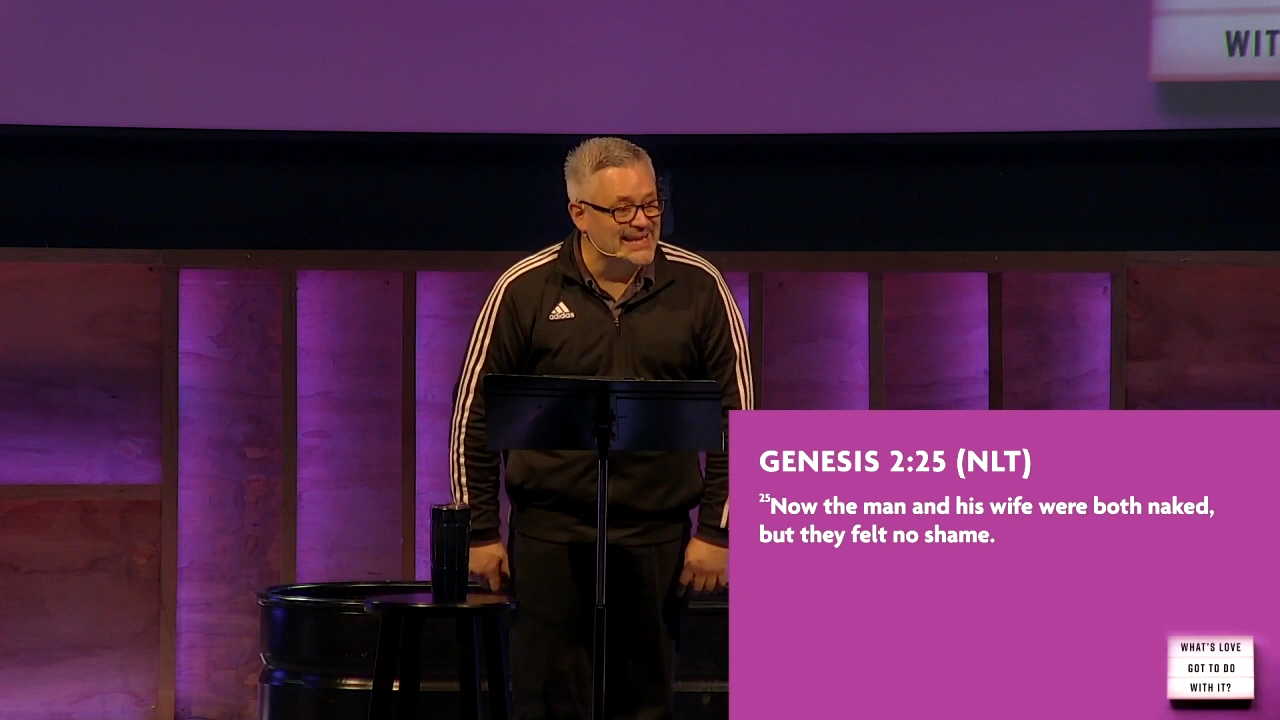 WIT
adidas
GENESIS 2:25 (NLT)
25Now the man and his wife were both naked,
but they felt no shame.
WHAT'S LOVE
GOT TO DO
WITH IT?